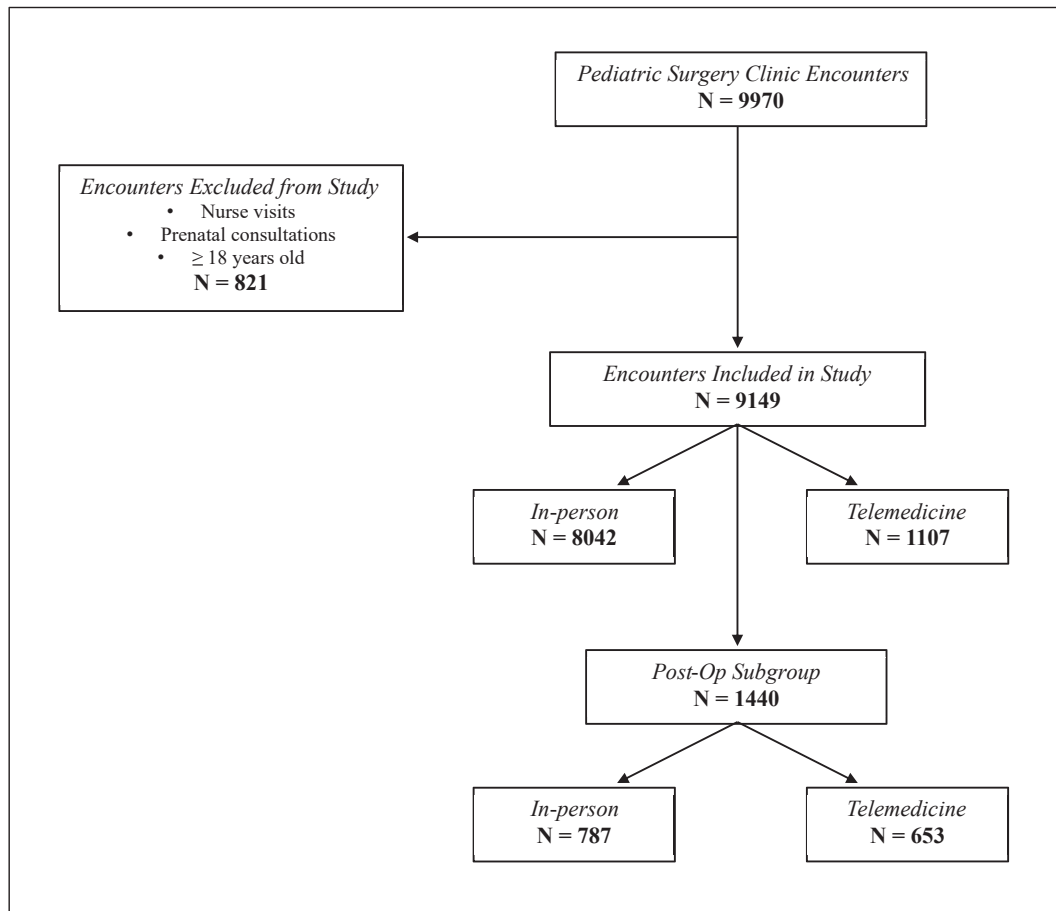 Pediatric Surgery Clinic Encounters
N = 9970
Encounters Excluded from Study
• Nurse visits
• Prenatal consultations
• ≥ 18 years old
N = 821
Encounters Included in Study
N = 9149
In-person
N = 8042
Telemedicine
N = 1107
Post-Op Subgroup
N = 1440
In-person
N = 787
Telemedicine
N = 653